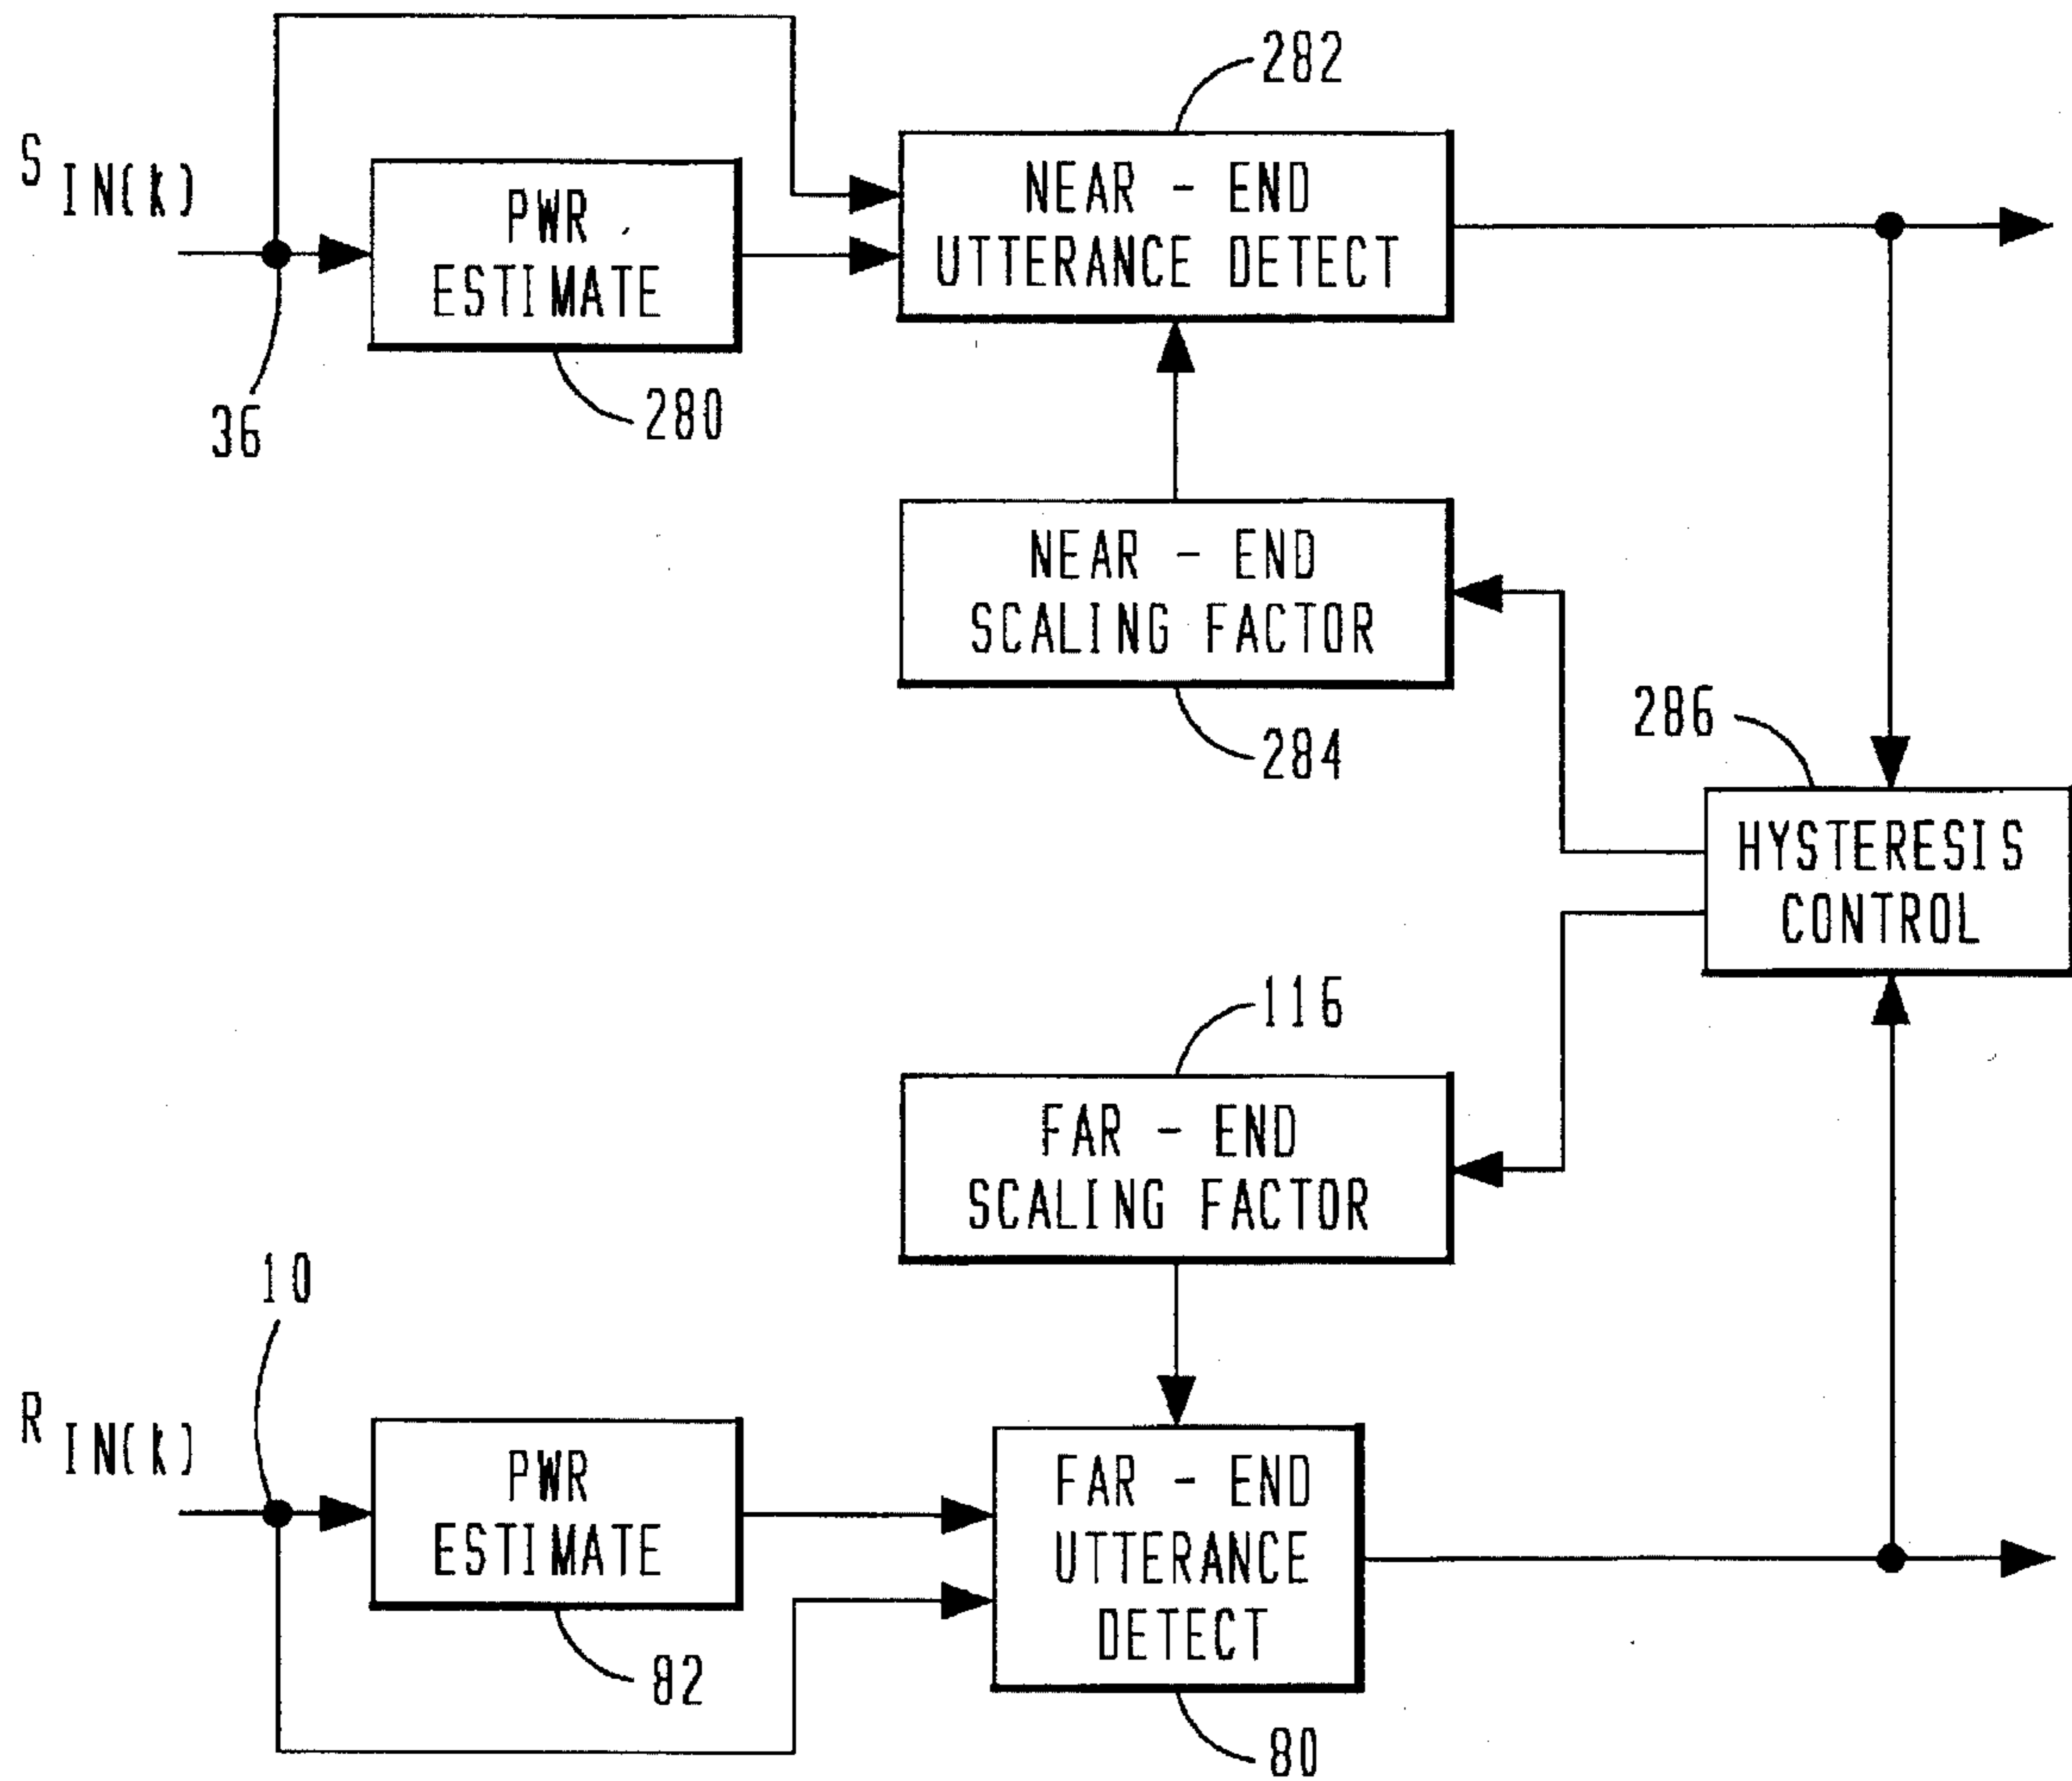 282
S IN(k)
PWR
ESTIMATE
NEAR - END
UTTERANCE DETECT
36
280
NEAR - END
SCALING FACTOR
284
286
HYSTERESIS
CONTROL
116
FAR - END
SCALING FACTOR
10
R IN(k)
PWR
ESTIMATE
FAR - END
UTTERANCE
DETECT
82
80